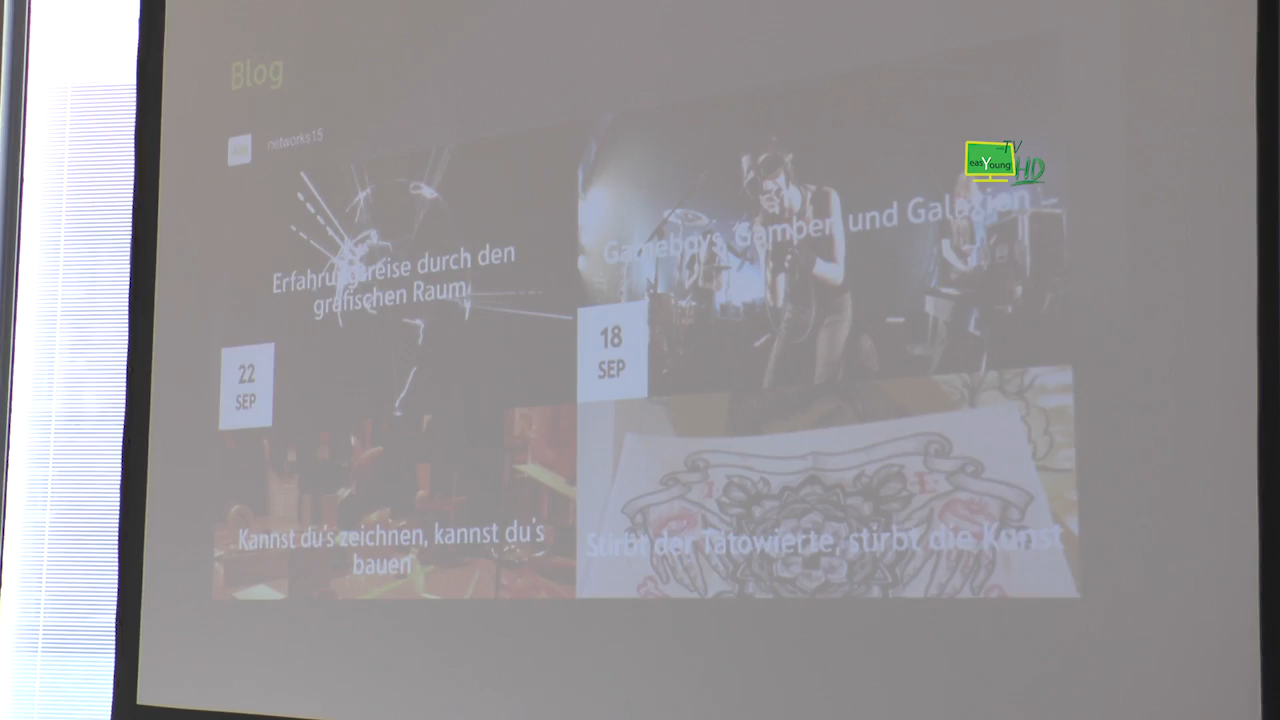 Blog
networks15
easYoung
TV
HD
Erfahrungsreise durch den
grafischen Raum
Gameboys, Gamben und Galaxien –
22
SEP
18
SEP
Kannst du's zeichnen, kannst du's
bauen
Stirbt der Tätowierte, stirbt die Kunst